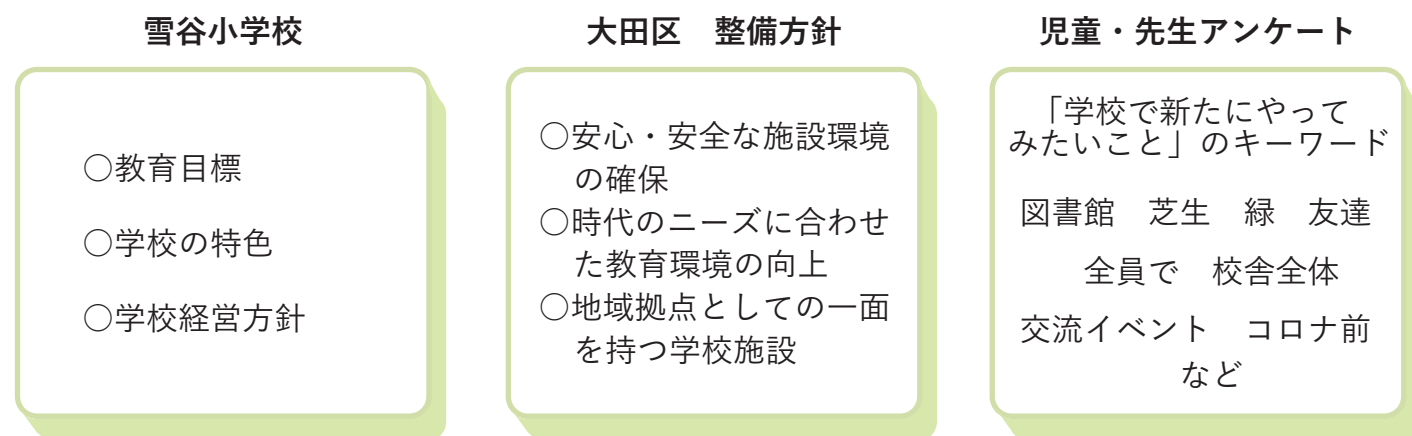 雪谷小学校
○教育目標
○学校の特色
○学校経営方針
大田区　整備方針
○安心・安全な施設環境
の確保
○時代のニーズに合わせ
た教育環境の向上
○地域拠点としての一面
を持つ学校施設
児童・先生アンケート
「学校で新たにやって
みたいこと」のキーワード
図書館　芝生　緑　友達
全員で　校舎全体
交流イベント　コロナ前
など